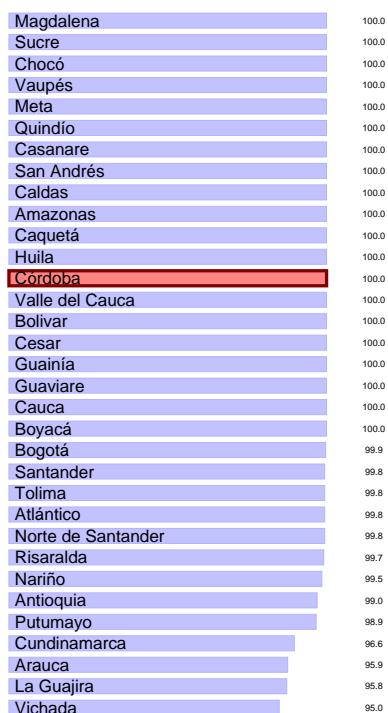 Magdalena 100.0
Sucre 100.0
Chocó 100.0
Vaupés 100.0
Meta 100.0
Quindío 100.0
Casanare 100.0
San Andrés 100.0
Caldas 100.0
Amazonas 100.0
Caquetá 100.0
Huila 100.0
Córdoba 100.0
Valle del Cauca 100.0
Bolivar 100.0
Cesar 100.0
Guainía 100.0
Guaviare 100.0
Cauca 100.0
Boyacá 100.0
Bogotá 99.9
Santander 99.8
Tolima 99.8
Atlántico 99.8
Norte de Santander 99.8
Risaralda 99.7
Nariño 99.5
Antioquia 99.0
Putumayo 98.9
Cundinamarca 96.6
Arauca 95.9
La Guajira 95.8
Vichada 95.0